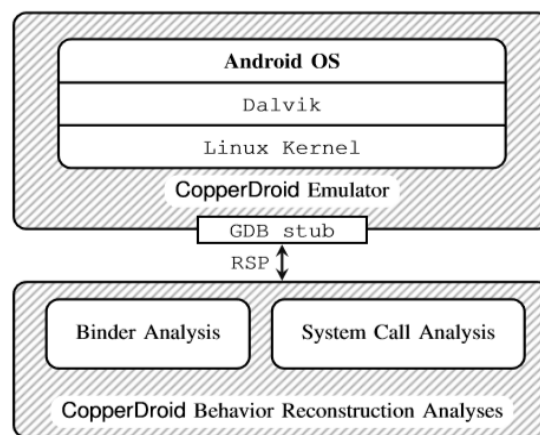 Android OS
Dalvik
Linux Kernel
CopperDroid Emulator
GDB stub
RSP
Binder Analysis
System Call Analysis
CopperDroid Behavior Reconstruction Analyses